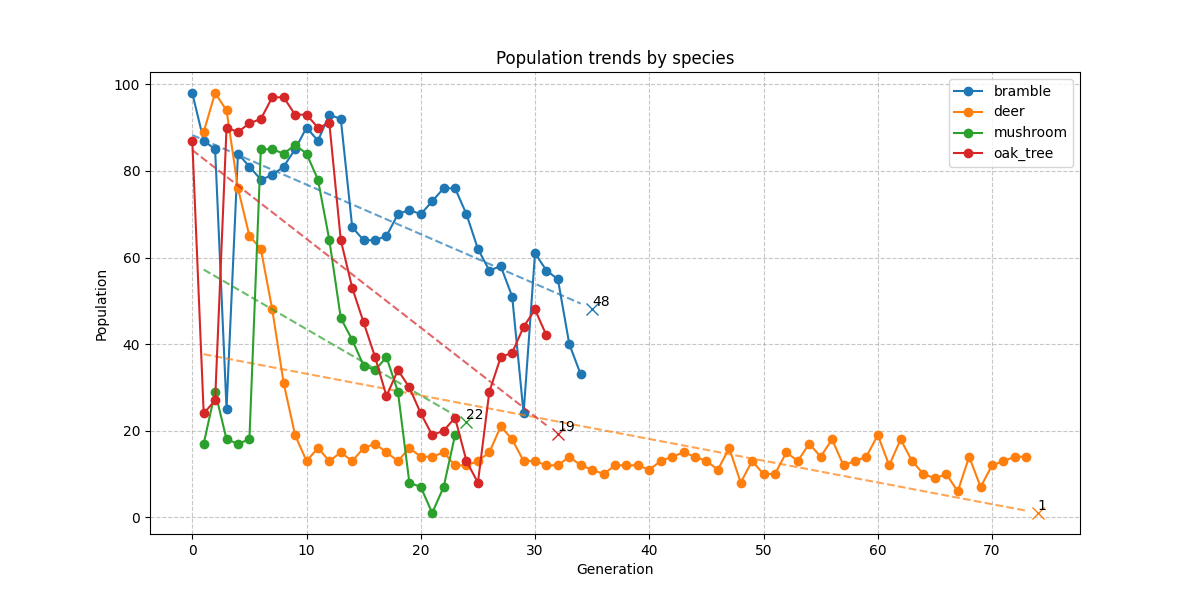 Population trends by species
Population
100
80
60
40
20
0
bramble
deer
mushroom
oak_tree
48
22
19
1
0 10 20 30 40 50 60 70
Generation